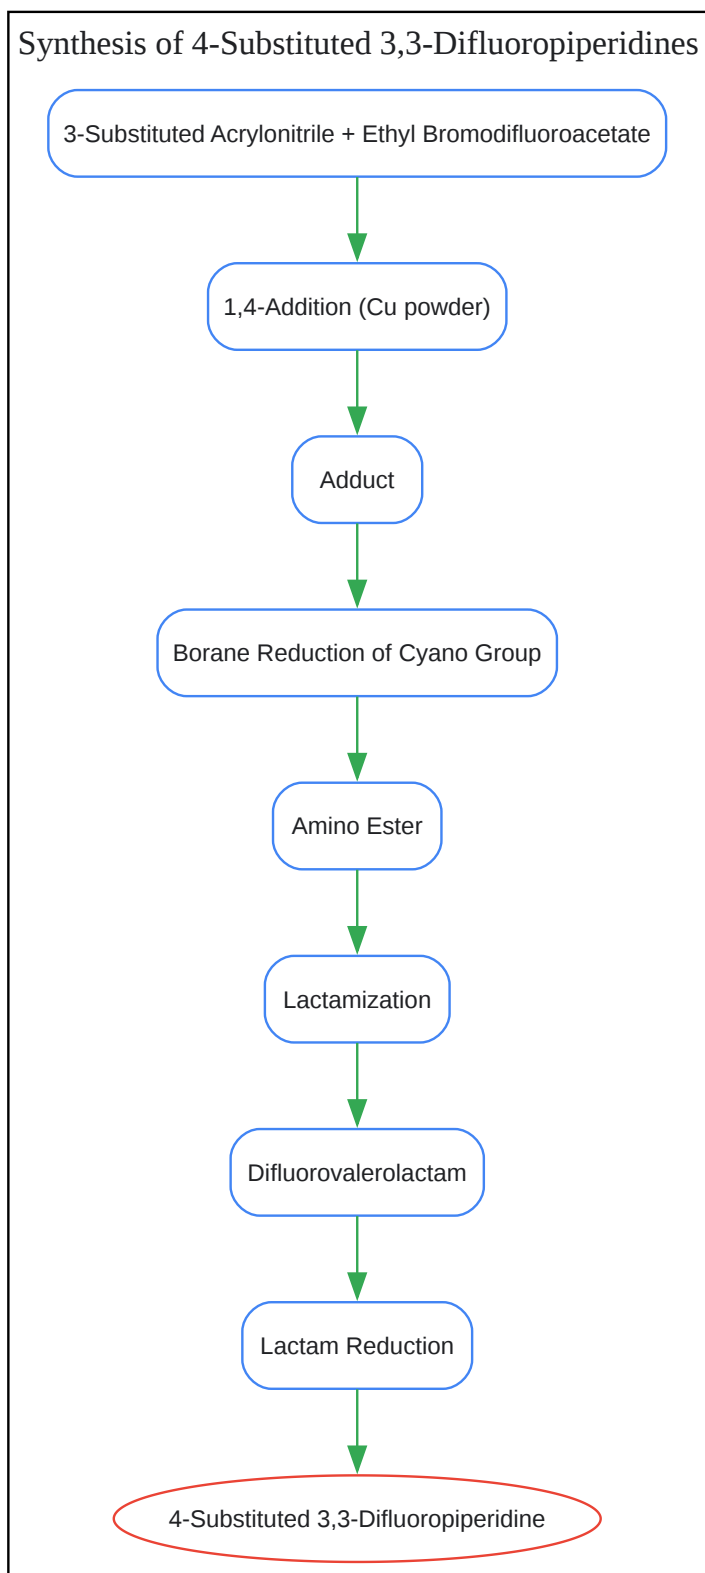 Synthesis of 4-Substituted 3,3-Difluoropiperidines
3-Substituted Acrylonitrile + Ethyl Bromodifluoroacetate
1,4-Addition (Cu powder)
Adduct
Borane Reduction of Cyano Group
Amino Ester
Lactamization
Difluorovalerolactam
Lactam Reduction
4-Substituted 3,3-Difluoropiperidine